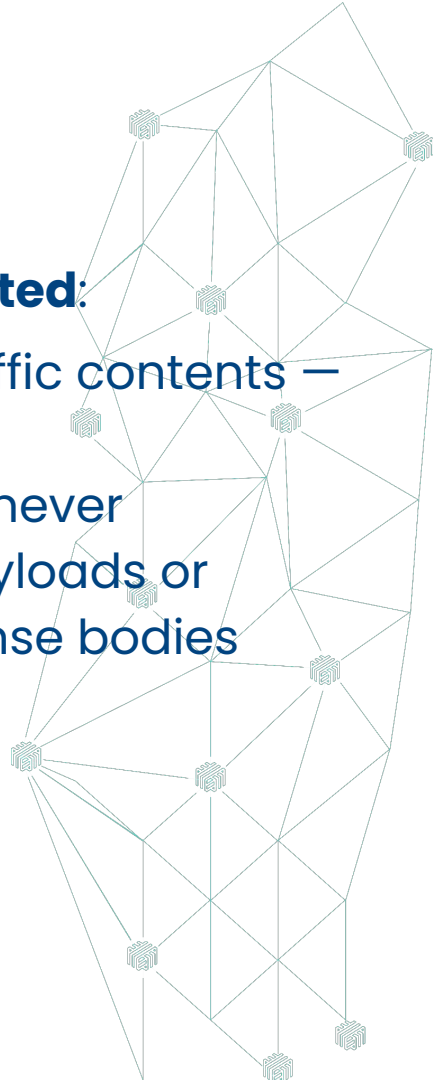 ted:
ffic contents —
never
yloads or
nse bodies